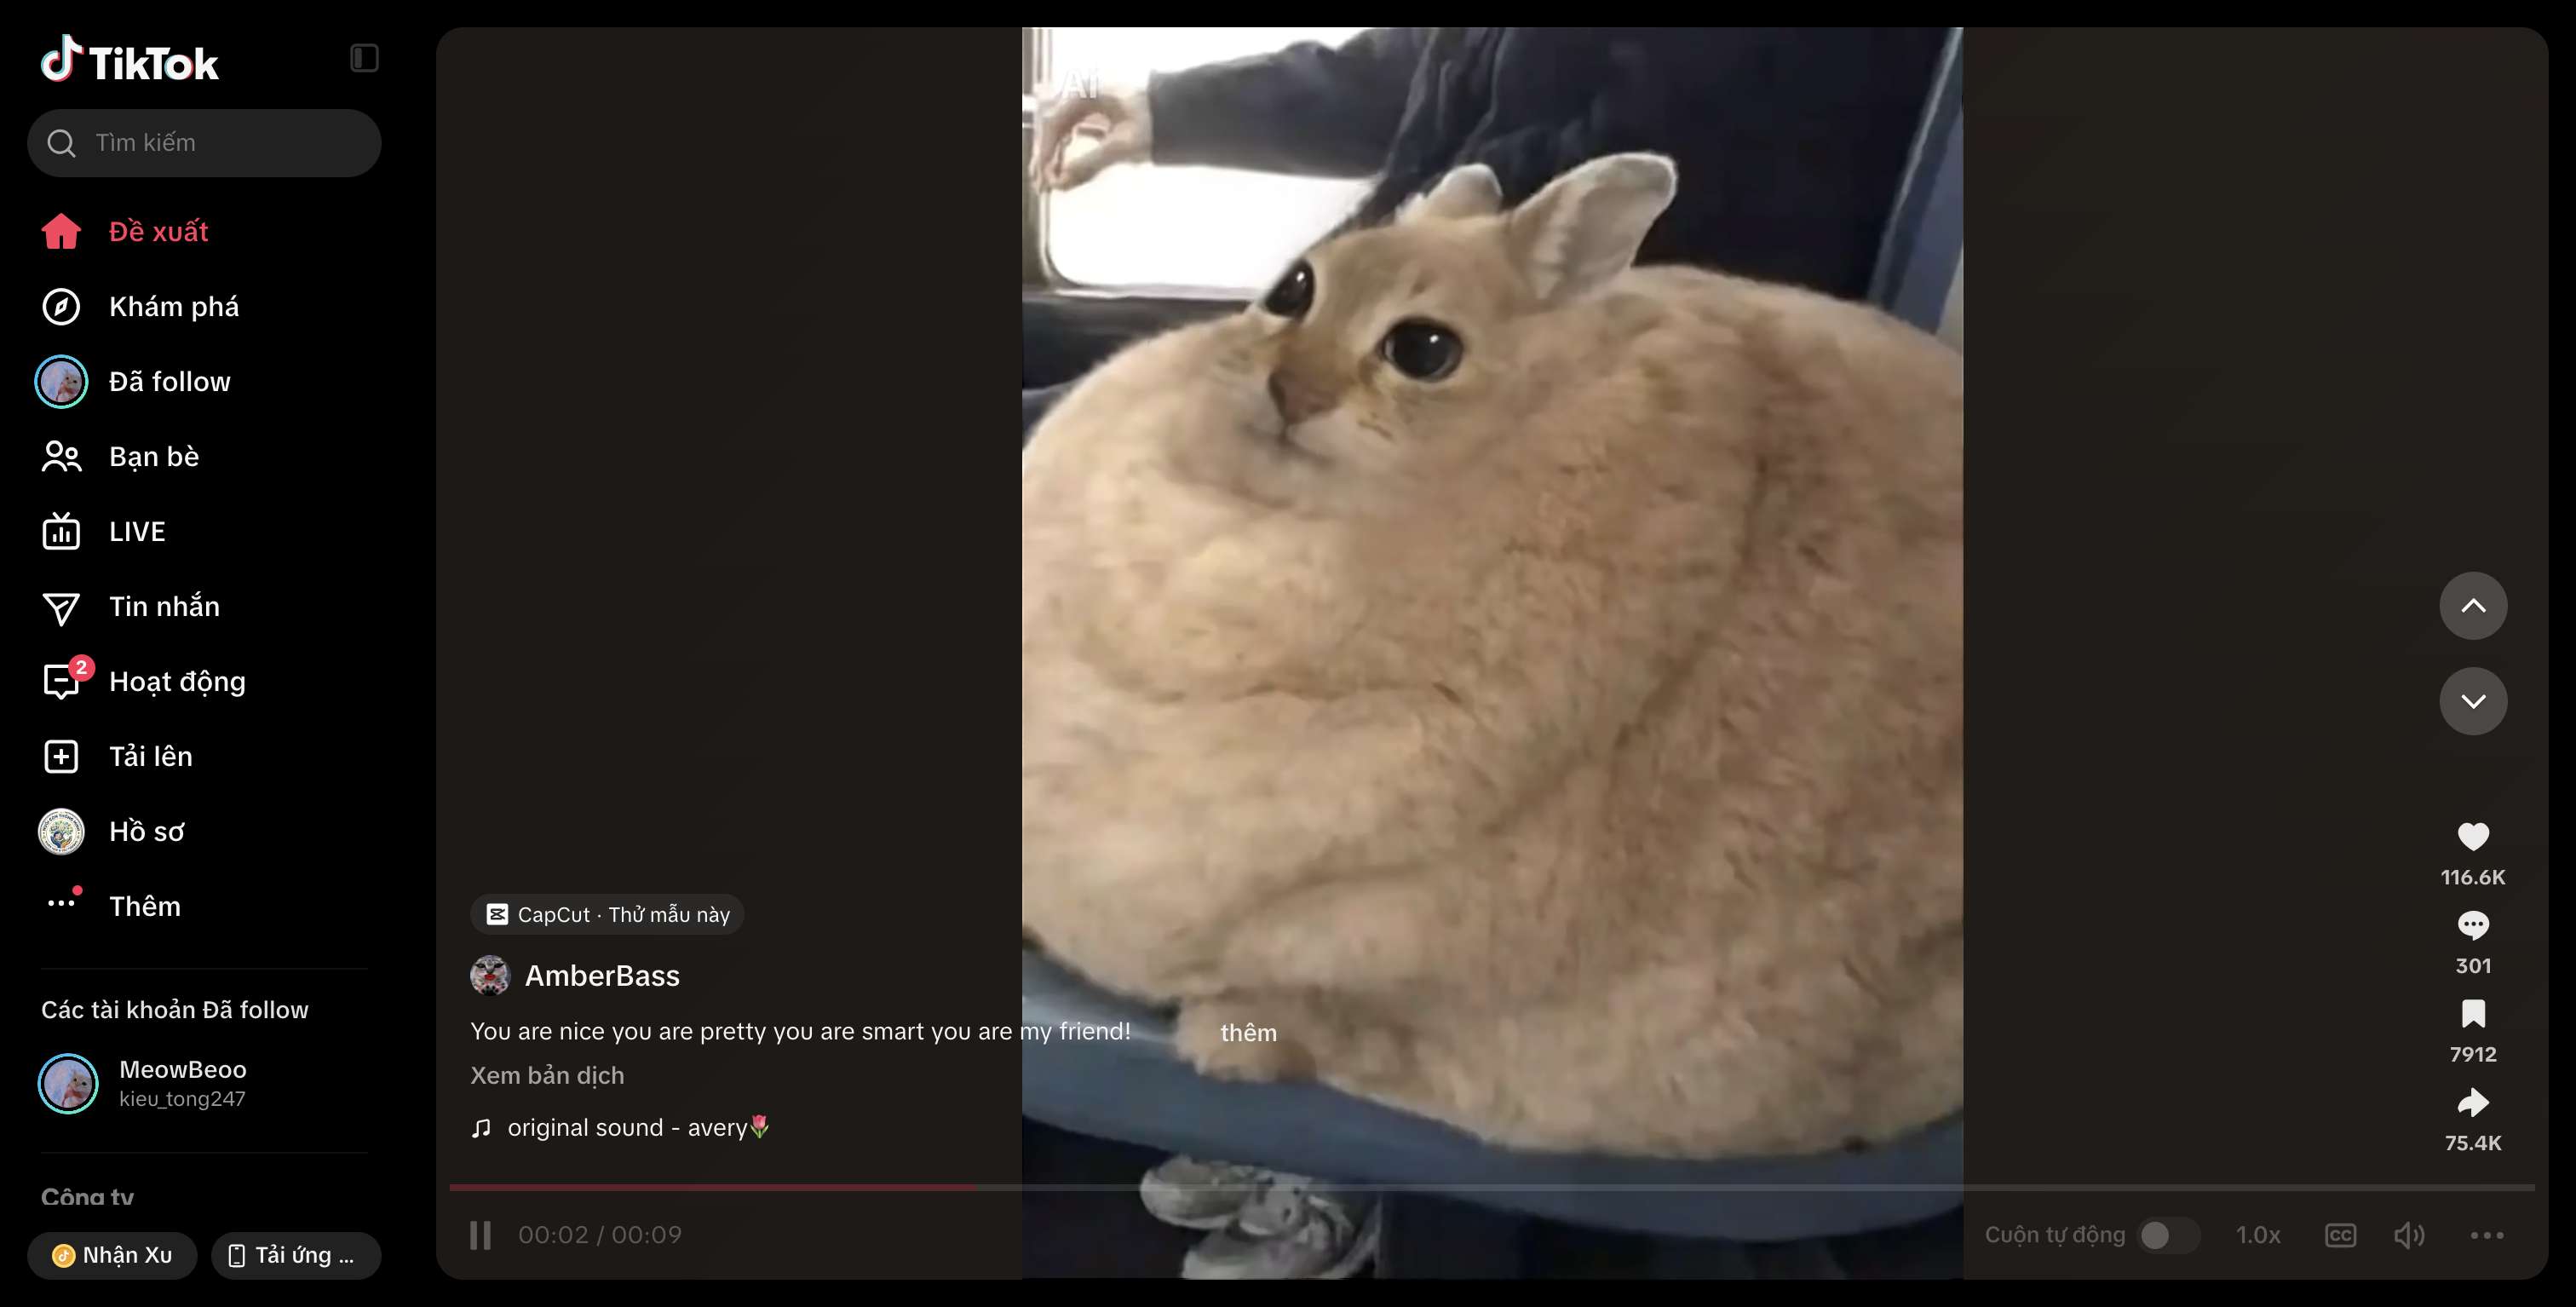 TikTok
Tìm kiếm
Đề xuất
Khám phá
Đã follow
Bạn bè
LIVE
Tin nhắn
2
Hoạt động
Tải lên
Hồ sơ
Thêm
Các tài khoản Đã follow
MeowBeoo
kieu_tong247
Công ty
Nhận Xu
Tải ứng ...
Ai
CapCut · Thử mẫu này
AmberBass
You are nice you are pretty you are smart you are my friend! thêm
Xem bản dịch
original sound - avery🌷
00:02 / 00:09
116.6K
301
7912
75.4K
Cuộn tự động
1.0x
CC